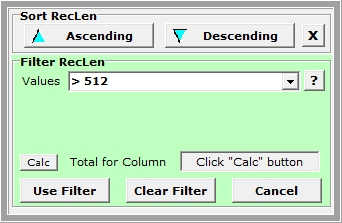 Sort RecLen
Ascending Descending X
Filter RecLen
Values > 512 ?
Calc Total for Column Click "Calc" button
Use Filter Clear Filter Cancel